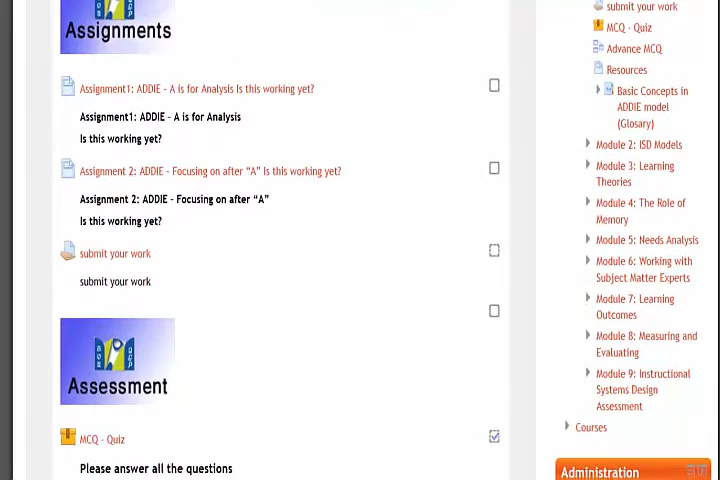 Assignments
Assignment1: ADDIE - A is for Analysis Is this working yet?
Assignment1: ADDIE - A is for Analysis
Is this working yet?
Assignment 2: ADDIE - Focusing on after “A” Is this working yet?
Assignment 2: ADDIE - Focusing on after “A”
Is this working yet?
submit your work
submit your work
Assessment
MCQ - Quiz
Please answer all the questions
submit your work
MCQ - Quiz
Advance MCQ
Resources
Basic Concepts in
ADDIE model
(Glosary)
Module 2: ISD Models
Module 3: Learning
Theories
Module 4: The Role of
Memory
Module 5: Needs Analysis
Module 6: Working with
Subject Matter Experts
Module 7: Learning
Outcomes
Module 8: Measuring and
Evaluating
Module 9: Instructional
Systems Design
Assessment
Courses
Administration